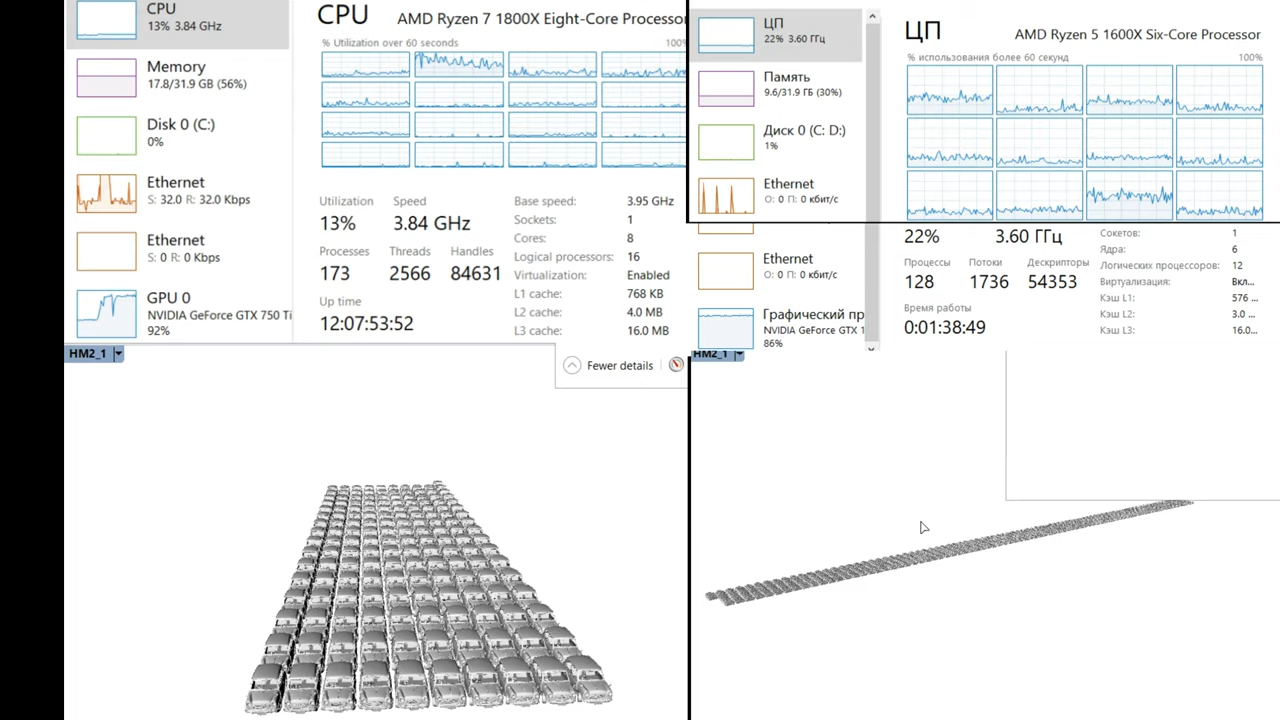 CPU
13% 3.84 GHz
Memory
17.8/31.9 GB (56%)
Disk 0 (C:)
0%
Ethernet
S: 32.0 R: 32.0 Kbps
Ethernet
S: 0 R: 0 Kbps
GPU 0
NVIDIA GeForce GTX 750 Ti
92%
CPU
AMD Ryzen 7 1800X Eight-Core Processor
% Utilization over 60 seconds
100%
Utilization
Speed
13%
3.84 GHz
Processes
Threads
Handles
173
2566
84631
Up time
12:07:53:52
Base speed:
3.95 GHz
Sockets:
1
Cores:
8
Logical processors:
16
Virtualization:
Enabled
L1 cache:
768 KB
L2 cache:
4.0 MB
L3 cache:
16.0 MB
HM2_1
Fewer details
ЦП
22% 3.60 ГГц
Память
9.6/31.9 ГБ (30%)
Диск 0 (C: D:)
1%
Ethernet
О: 0 П: 0 кбит/с
Ethernet
О: 0 П: 0 кбит/с
Графический пр
NVIDIA GeForce GTX 1
86%
ЦП
AMD Ryzen 5 1600X Six-Core Processor
% использования более 60 секунд
100%
22%
3.60 ГГц
Процессы
Потоки
Дескрипторы
128
1736
54353
Время работы
0:01:38:49
Сокетов:
1
Ядра:
6
Логических процессоров:
12
Виртуализация:
Вкл...
Кэш L1:
576 ...
Кэш L2:
3.0 ...
Кэш L3:
16.0...
HM2_1